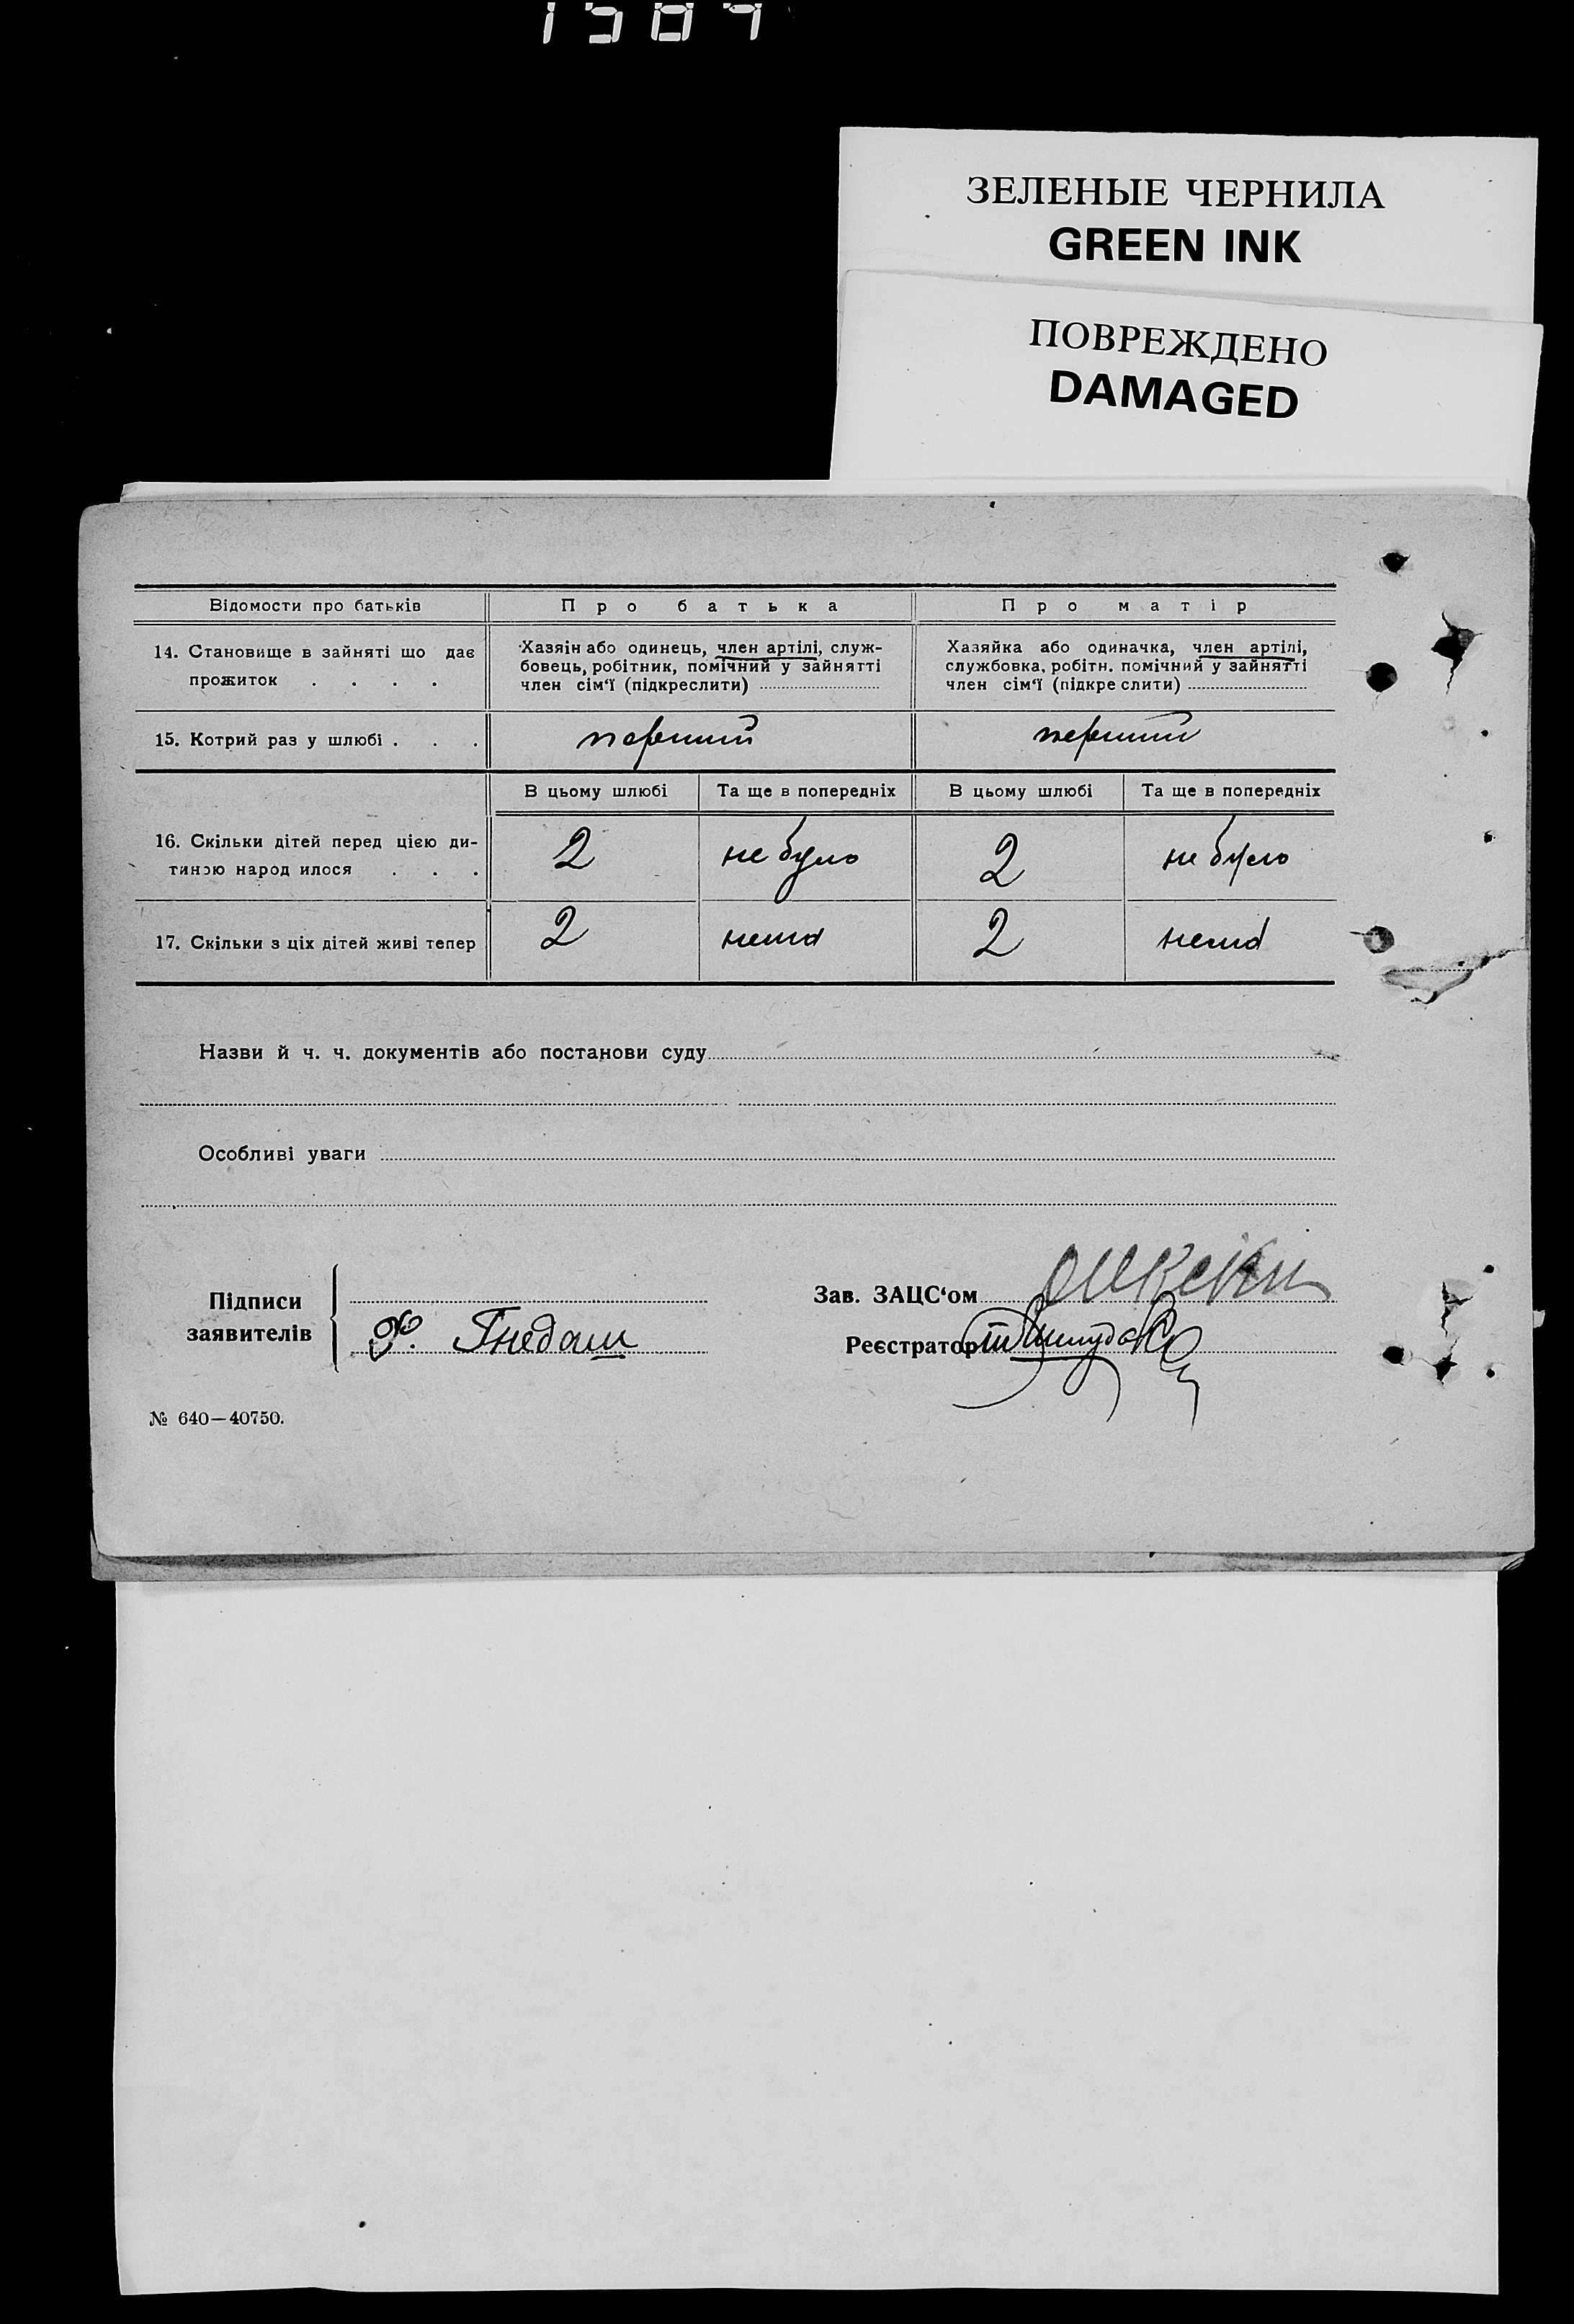 ЗЕЛЕНЫЕ ЧЕРНИЛА
GREEN INK
ПОВРЕЖДЕНО
DAMAGED
Відомости про батьків Про батька Про матір
14. Становище в зайняті що дає
прожиток . . . .
Хазяін або одинець, член артілі, служ-
бовець, робітник, помічний у зайнятті
член сім‘ї (підкреслити)
Хазяйка або одиначка, член артілі,
службовка, робітн. помічний у зайнятті
член сім‘ї (підкреслити)
15. Котрий раз у шлюбі . . . перший перший
В цьому шлюбі Та ще в попередніх В цьому шлюбі Та ще в попередніх
16. Скільки дітей перед цією ди-
тиною народилося . . .
2 не було 2 не було
17. Скільки з ціх дітей живі тепер 2 нема 2 нема
Назви й ч. ч. документів або постанови суду
Особливі уваги
Підписи
заявителів
Ф. Гнедаш
Зав. ЗАЦС‘ом
Реєстратор
№ 640—40750.